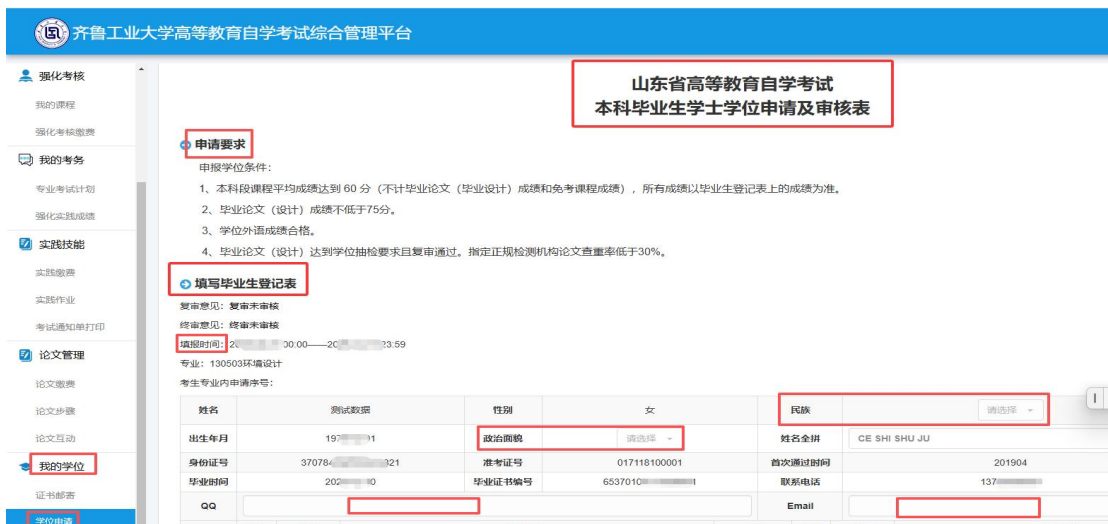 齐鲁工业大学高等教育自学考试综合管理平台
强化考核
我的课程
强化考核缴费
我的考务
专业考试计划
强化实践成绩
实践技能
实践缴费
实践作业
考试通知单打印
论文管理
论文缴费
论文步骤
论文互动
我的学位
证书邮寄
学位申请
山东省高等教育自学考试
本科毕业生学士学位申请及审核表
申请要求
申报学位条件：
1、本科段课程平均成绩达到 60 分（不计毕业论文（毕业设计）成绩和免考课程成绩），所有成绩以毕业生登记表上的成绩为准。
2、毕业论文（设计）成绩不低于75分。
3、学位外语成绩合格。
4、毕业论文（设计）达到学位抽检要求且复审通过。指定正规检测机构论文查重率低于30%。
填写毕业生登记表
复审意见：复审未审核
终审意见：终审未审核
填报时间：2 00:00——20 23:59
专业：130503环境设计
考生专业内申请序号：
姓名 测试数据 性别 女 民族 请选择
出生年月 197 1 政治面貌 请选择 姓名全拼 CE SHI SHU JU
身份证号 370784 321 准考证号 017118100001 首次通过时间 201904
毕业时间 202 0 毕业证书编号 6537010 1 联系电话 137
QQ Email